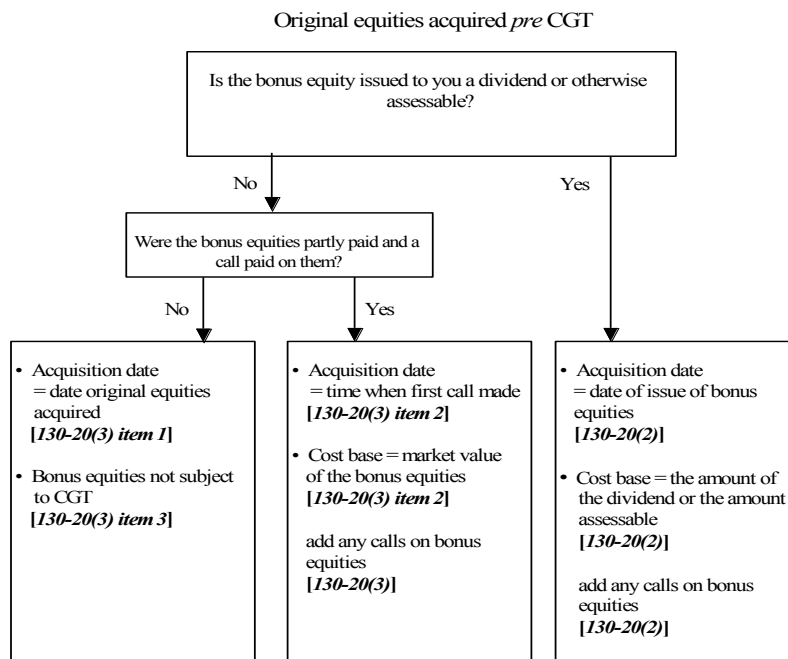 Original equities acquired pre CGT
Is the bonus equity issued to you a dividend or otherwise
assessable?
No
Yes
Were the bonus equities partly paid and a
call paid on them?
No
Yes
• Acquisition date
= date original equities
acquired
[130-20(3) item 1]
• Bonus equities not subject
to CGT
[130-20(3) item 3]
• Acquisition date
= time when first call made
[130-20(3) item 2]
• Cost base = market value
of the bonus equities
[130-20(3) item 2]
add any calls on bonus
equities
[130-20(3)]
• Acquisition date
= date of issue of bonus
equities
[130-20(2)]
• Cost base = the amount of
the dividend or the amount
assessable
[130-20(2)]
add any calls on bonus
equities
[130-20(2)]